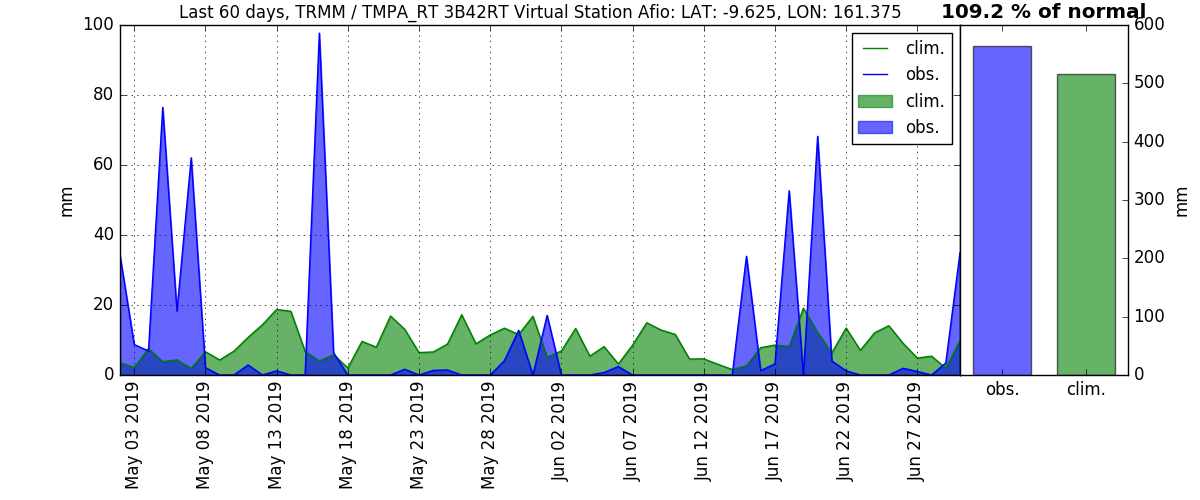 Last 60 days, TRMM / TMPA_RT 3B42RT Virtual Station Afio: LAT: -9.625, LON: 161.375
109.2 % of normal
100
80
60
40
20
0
mm
clim.
obs.
clim.
obs.
May 03 2019
May 08 2019
May 13 2019
May 18 2019
May 23 2019
May 28 2019
Jun 02 2019
Jun 07 2019
Jun 12 2019
Jun 17 2019
Jun 22 2019
Jun 27 2019
600
500
400
300
200
100
0
mm
obs.
clim.